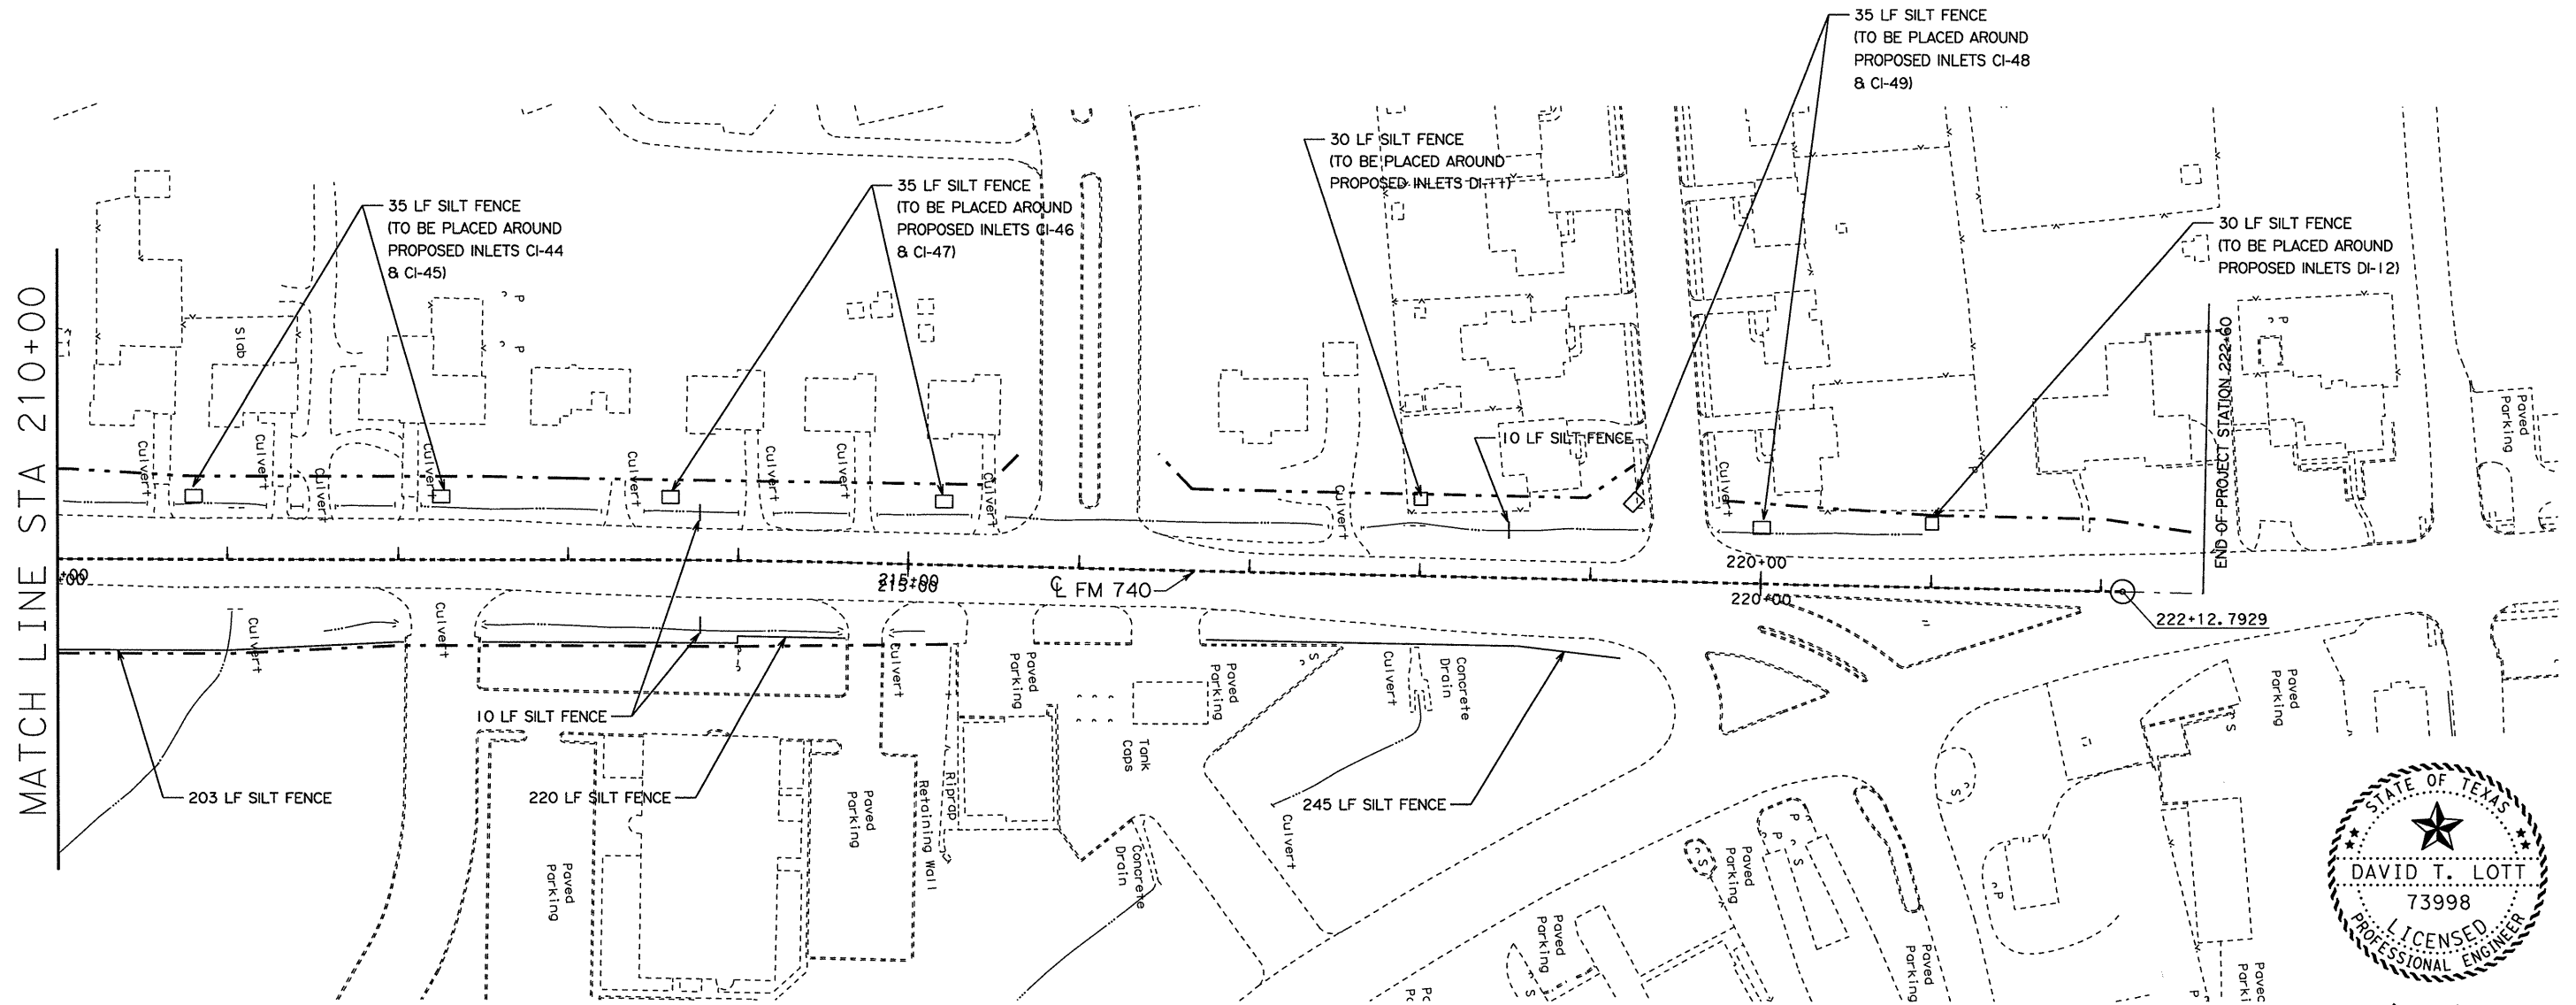 35 LF SILT FENCE
(TO BE PLACED AROUND
PROPOSED INLETS CI-48
& CI-49)
30 LF SILT FENCE
(TO BE PLACED AROUND
PROPOSED INLETS DI-11)
35 LF SILT FENCE
(TO BE PLACED AROUND
PROPOSED INLETS CI-46
& CI-47)
35 LF SILT FENCE
(TO BE PLACED AROUND
PROPOSED INLETS CI-44
& CI-45)
30 LF SILT FENCE
(TO BE PLACED AROUND
PROPOSED INLETS DI-12)
MATCH LINE STA 210+00
END OF PROJECT STATION 222+60
Slab
P
P
P
P
Paved
Parking
10 LF SILT FENCE
Culvert
Culvert
Culvert
Culvert
Culvert
Culvert
Culvert
Culvert
Culvert
Culvert
+00
+00
215+00
215+00
℄ FM 740
220+00
220+00
222+12.7929
Culvert
Culvert
Culvert
Paved
Parking
Paved
Parking
S
Culvert
Concrete
Drain
Paved
Parking
10 LF SILT FENCE
S
Tank
Caps
203 LF SILT FENCE
220 LF SILT FENCE
245 LF SILT FENCE
Paved
Parking
Retaining Wall
Riprap
Culvert
S
Paved
Parking
Concrete
Drain
P
P
S
S
Paved
Parking
P
Paved
Parking
S
Paved
Parking
P
STATE OF TEXAS
DAVID T. LOTT
73998
LICENSED
PROFESSIONAL ENGINEER